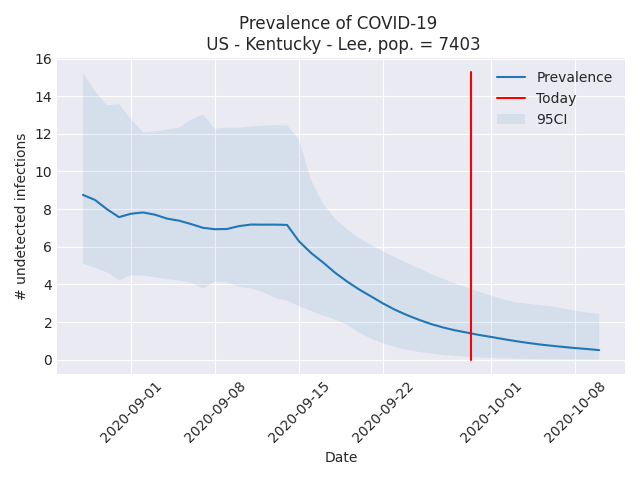 Prevalence of COVID-19
US - Kentucky - Lee, pop. = 7403
# undetected infections
16
14
12
10
8
6
4
2
0
Prevalence
Today
95CI
2020-09-01
2020-09-08
2020-09-15
2020-09-22
2020-10-01
2020-10-08
Date